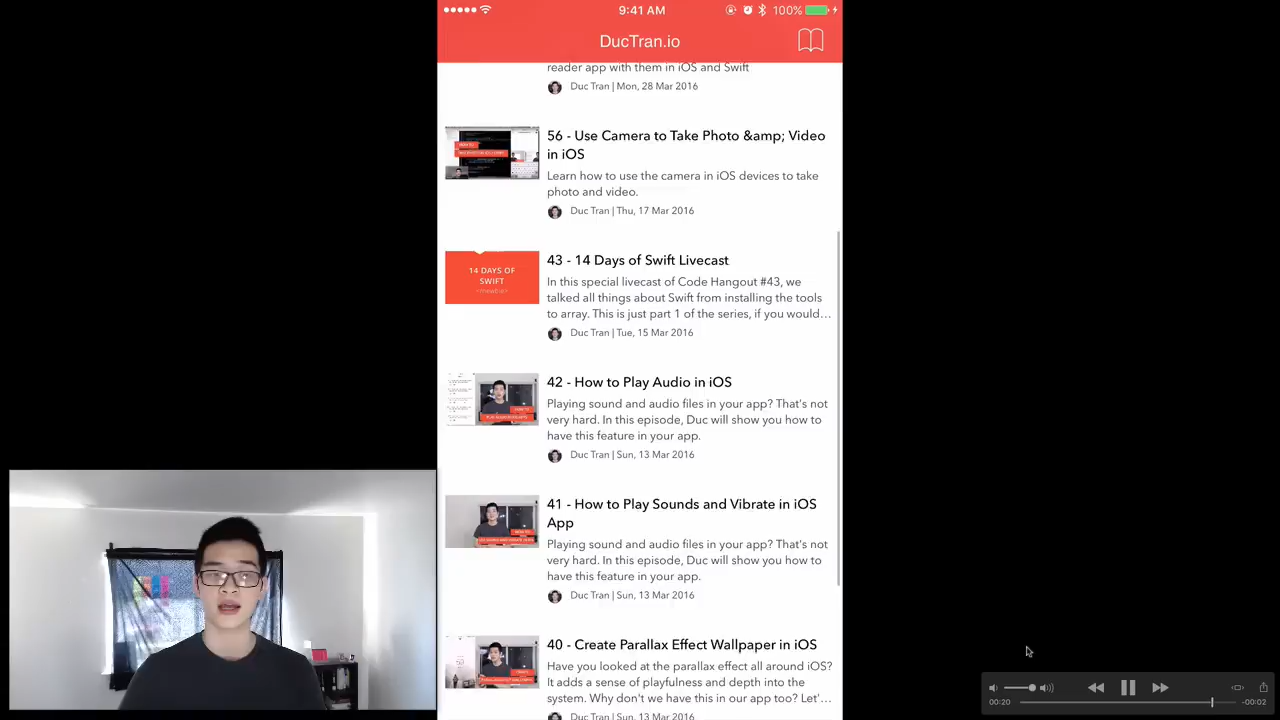 9:41 AM
100%
DucTran.io
reader app with them in iOS and Swift
Duc Tran | Mon, 28 Mar 2016
56 - Use Camera to Take Photo &amp; Video
in iOS
Learn how to use the camera in iOS devices to take
photo and video.
Duc Tran | Thu, 17 Mar 2016
14 DAYS OF
SWIFT
43 - 14 Days of Swift Livecast
In this special livecast of Code Hangout #43, we
talked all things about Swift from installing the tools
to array. This is just part 1 of the series, if you would…
Duc Tran | Tue, 15 Mar 2016
42 - How to Play Audio in iOS
Playing sound and audio files in your app? That's not
very hard. In this episode, Duc will show you how to
have this feature in your app.
Duc Tran | Sun, 13 Mar 2016
41 - How to Play Sounds and Vibrate in iOS
App
Playing sound and audio files in your app? That's not
very hard. In this episode, Duc will show you how to
have this feature in your app.
Duc Tran | Sun, 13 Mar 2016
40 - Create Parallax Effect Wallpaper in iOS
Have you looked at the parallax effect all around iOS?
It adds a sense of playfulness and depth into the
system. Why don't we have this in our app too? Let'…
Duc Tran | Sun, 13 Mar 2016
00:20
-00:02